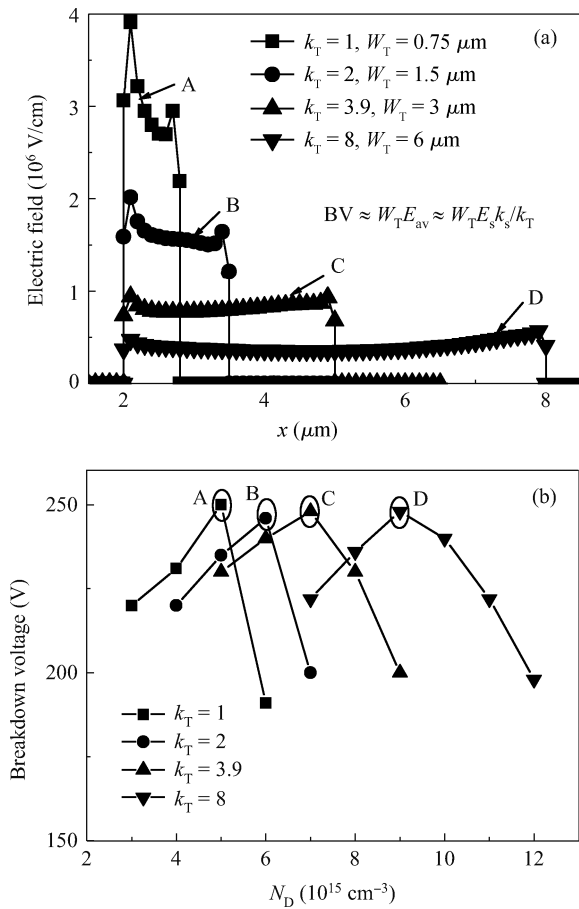 (a)
k_T = 1, W_T = 0.75 μm
k_T = 2, W_T = 1.5 μm
k_T = 3.9, W_T = 3 μm
k_T = 8, W_T = 6 μm
BV ≈ W_T E_av ≈ W_T E_s k_s/k_T
A
B
C
D
Electric field (10⁶ V/cm)
4
3
2
1
0
2 4 6 8
x (μm)
(b)
A B C D
Breakdown voltage (V)
250
200
150
k_T = 1
k_T = 2
k_T = 3.9
k_T = 8
2 4 6 8 10 12
N_D (10¹⁵ cm⁻³)